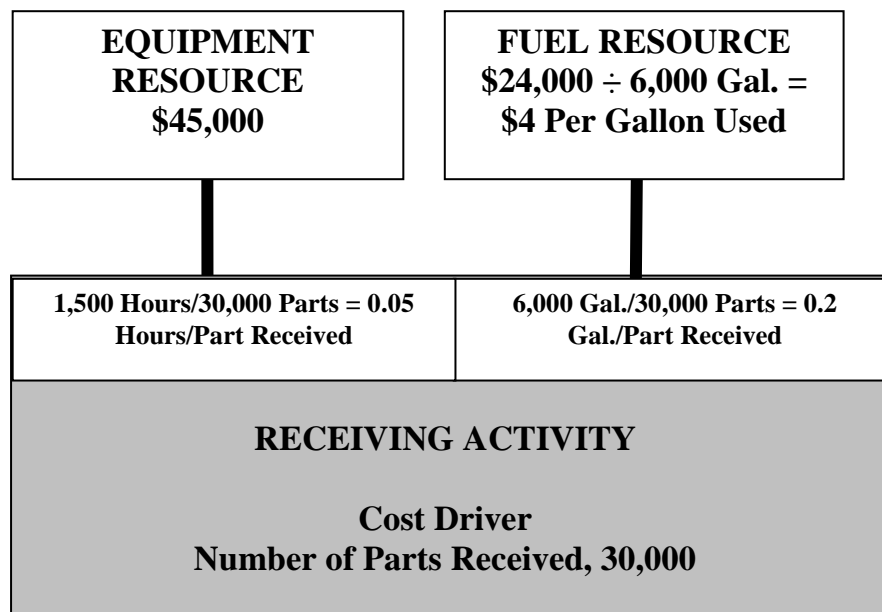 EQUIPMENT
RESOURCE
$45,000
FUEL RESOURCE
$24,000 ÷ 6,000 Gal. =
$4 Per Gallon Used
1,500 Hours/30,000 Parts = 0.05
Hours/Part Received
6,000 Gal./30,000 Parts = 0.2
Gal./Part Received
RECEIVING ACTIVITY
Cost Driver
Number of Parts Received, 30,000